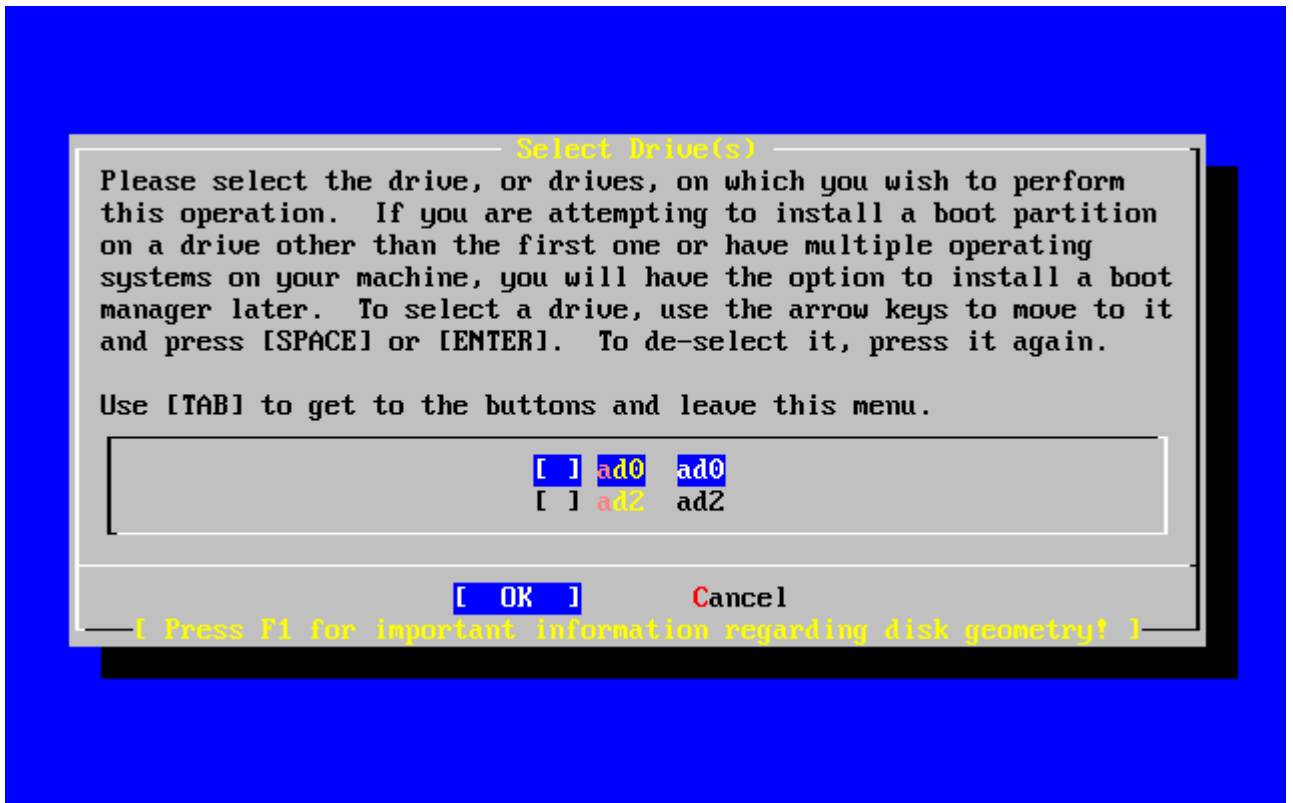 Select Drive(s)
Please select the drive, or drives, on which you wish to perform
this operation.  If you are attempting to install a boot partition
on a drive other than the first one or have multiple operating
systems on your machine, you will have the option to install a boot
manager later.  To select a drive, use the arrow keys to move to it
and press [SPACE] or [ENTER].  To de-select it, press it again.
Use [TAB] to get to the buttons and leave this menu.
[ ] ad0  ad0
[ ] ad2  ad2
[  OK  ]       Cancel
[ Press F1 for important information regarding disk geometry! ]